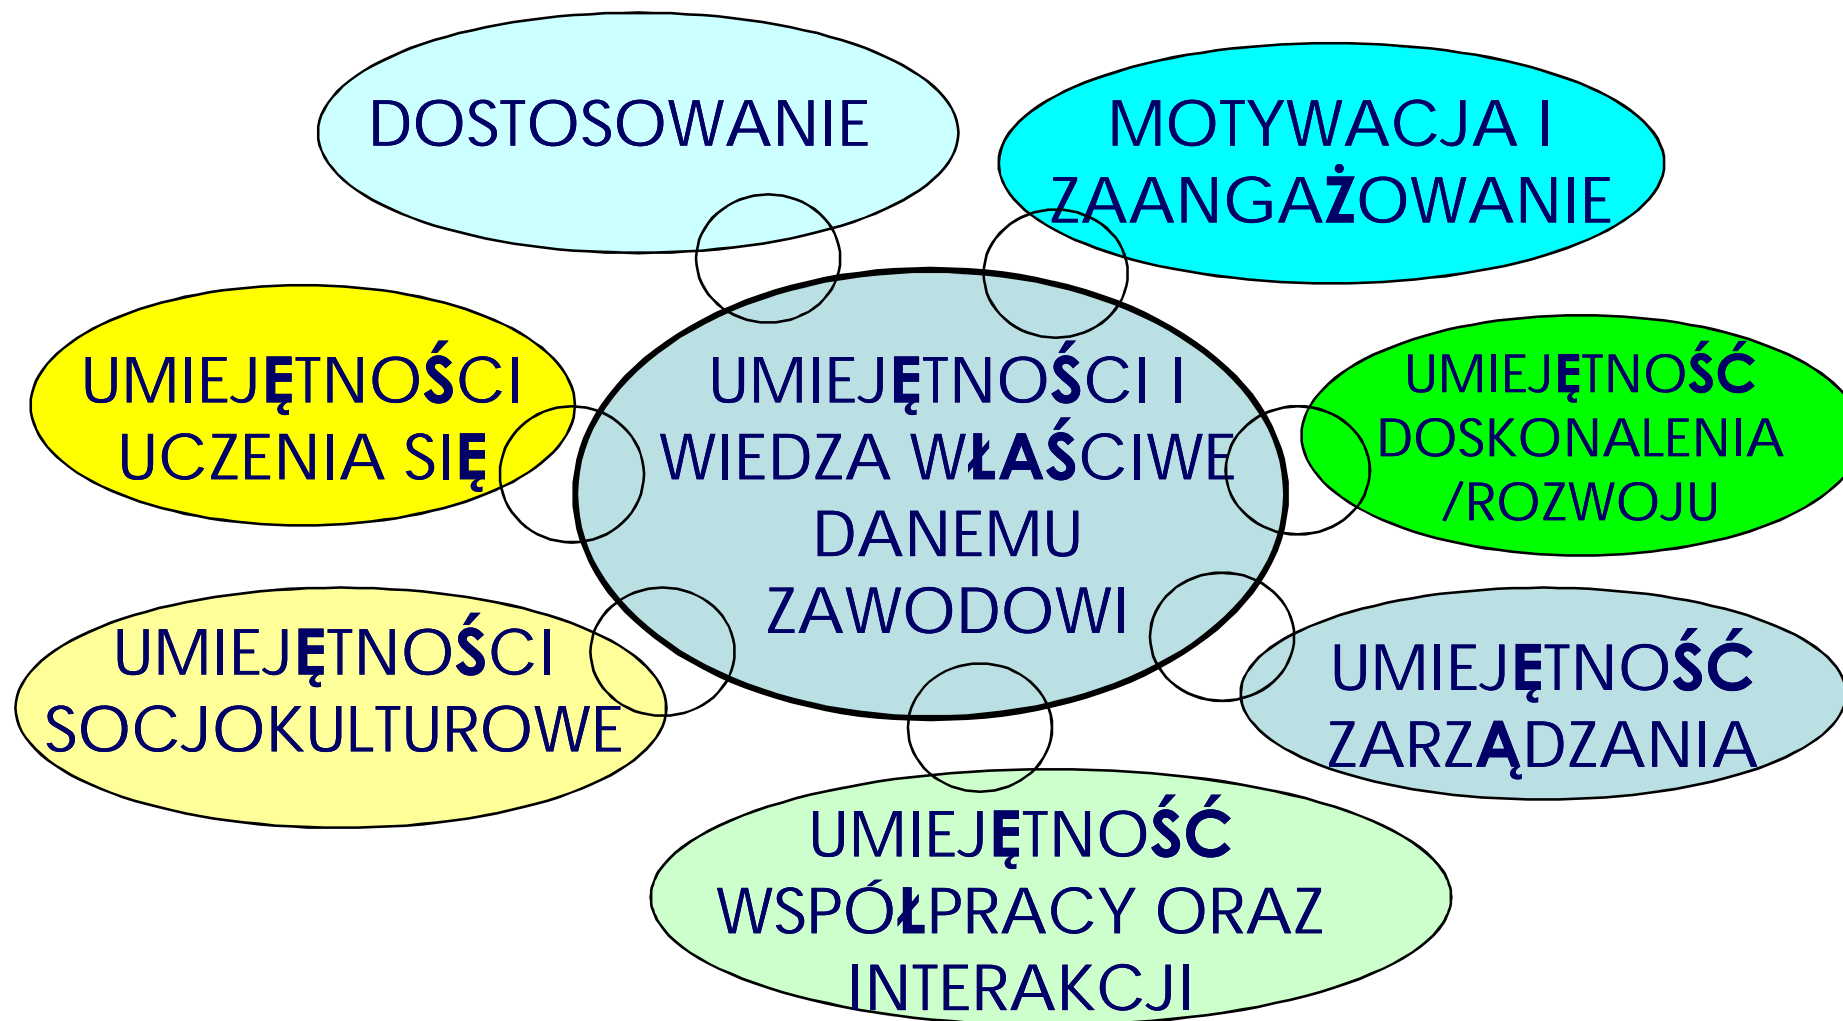 DOSTOSOWANIE
MOTYWACJA I
ZAANGAŻOWANIE
UMIEJĘTNOŚCI
UCZENIA SIĘ
UMIEJĘTNOŚCI I
WIEDZA WŁAŚCIWE
DANEMU
ZAWODOWI
UMIEJĘTNOŚĆ
DOSKONALENIA
/ROZWOJU
UMIEJĘTNOŚCI
SOCJOKULTUROWE
UMIEJĘTNOŚĆ
ZARZĄDZANIA
UMIEJĘTNOŚĆ
WSPÓŁPRACY ORAZ
INTERAKCJI